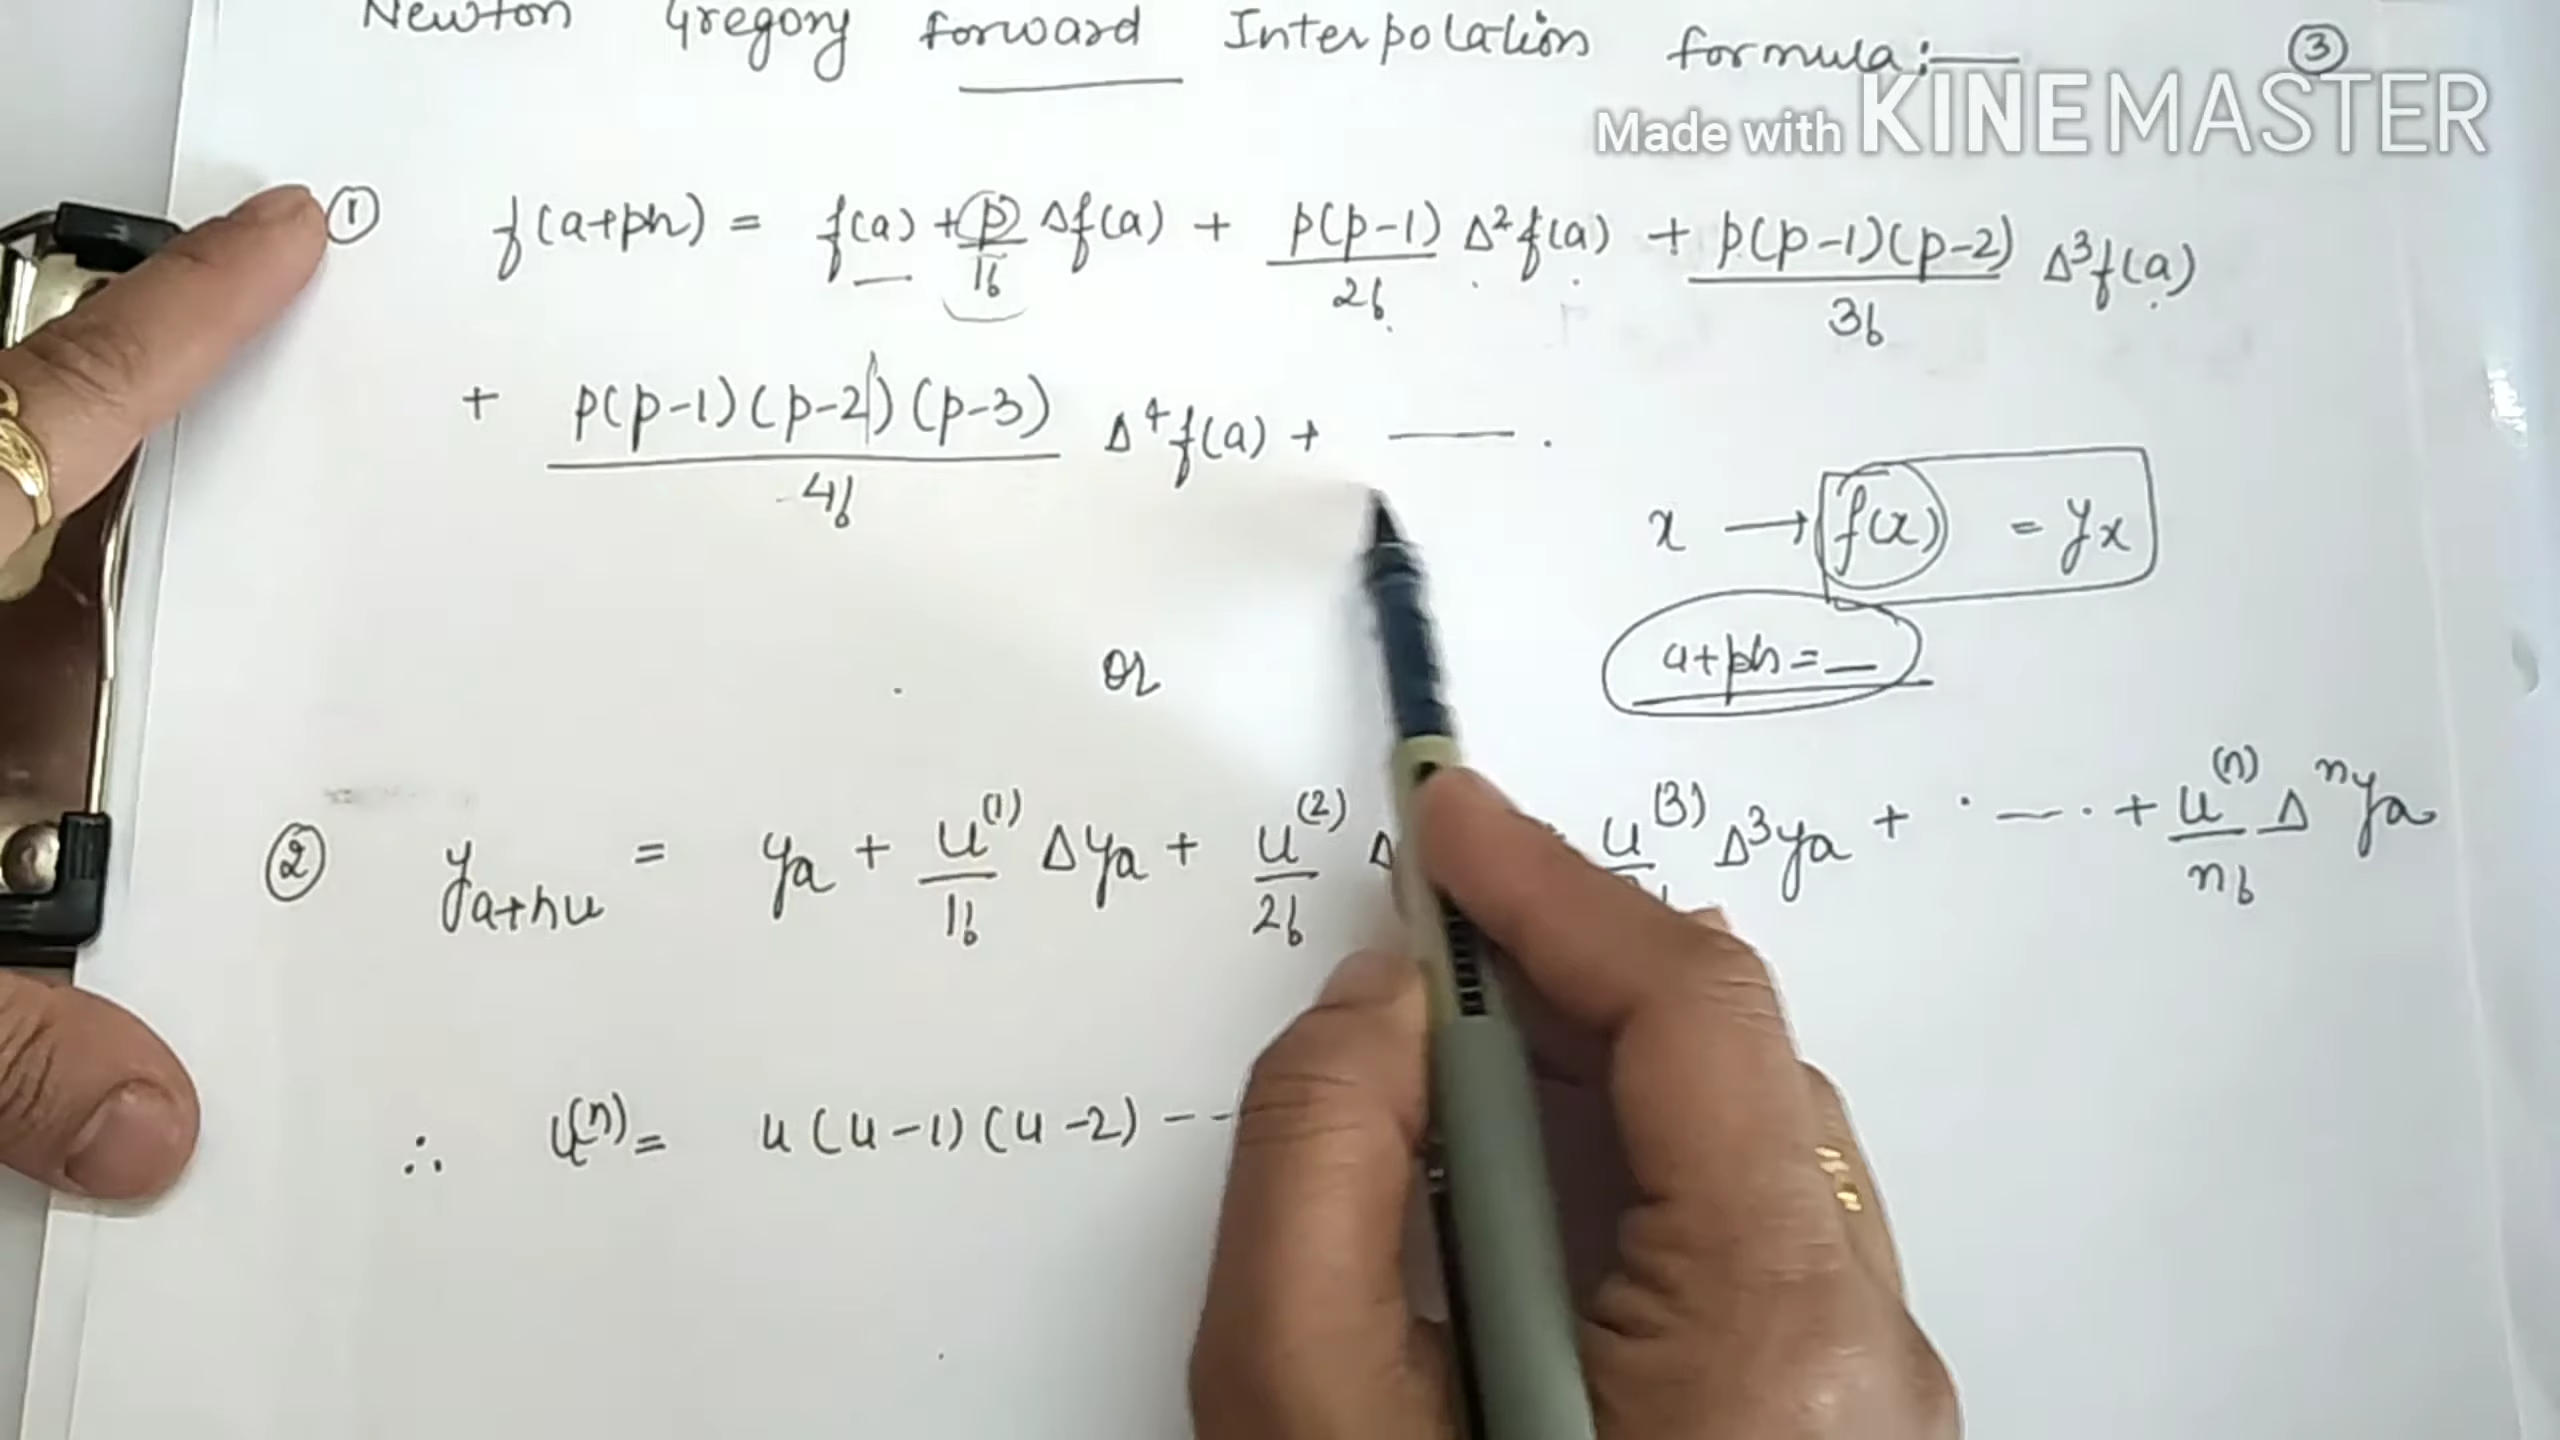 Newton Gregory forward Interpolation formula:—
③
Made with KINEMASTER
① f(a+ph) = f(a) + p/1! Δf(a) + p(p-1)/2! Δ²f(a) + p(p-1)(p-2)/3! Δ³f(a)
+ p(p-1)(p-2)(p-3)/4! Δ⁴f(a) + —— .
x → f(x) = yx
or
a+ph = —
② y a+hu = ya + u⁽¹⁾/1! Δya + u⁽²⁾/2! Δ u⁽³⁾ Δ³ya + · — · · + u⁽ⁿ⁾/n! Δⁿya
∴ u⁽ⁿ⁾ = u(u-1)(u-2) --